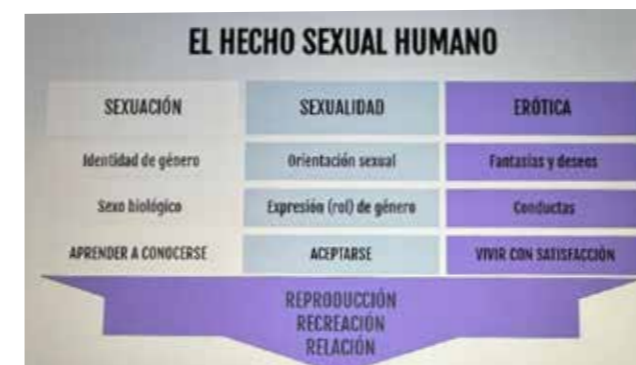 EL HECHO SEXUAL HUMANO
SEXUACIÓN SEXUALIDAD ERÓTICA
Identidad de género Orientación sexual Fantasías y deseos
Sexo biológico Expresión (rol) de género Conductas
APRENDER A CONOCERSE ACEPTARSE VIVIR CON SATISFACCIÓN
REPRODUCCIÓN
RECREACIÓN
RELACIÓN